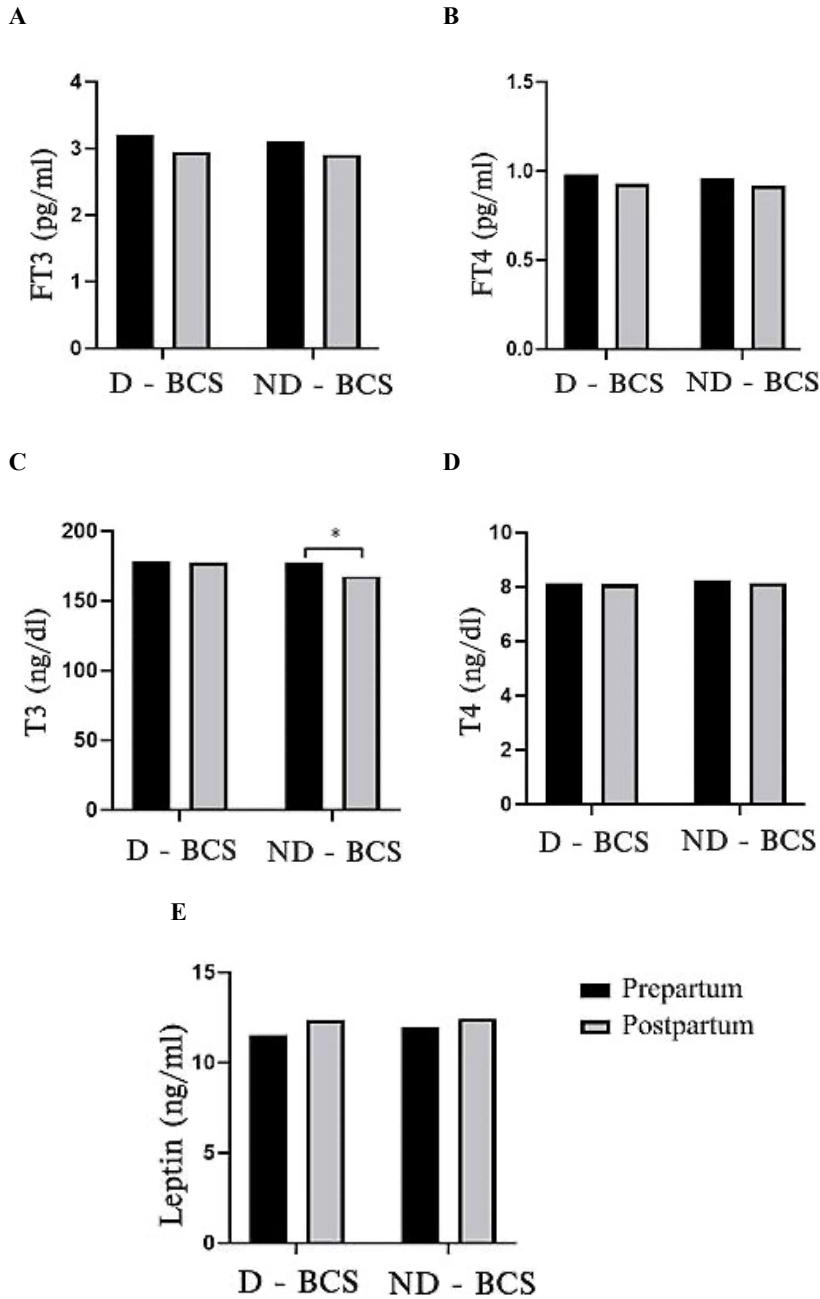 A
B
4
3
2
1
0
FT3 (pg/ml)
D - BCS
ND - BCS
1.5
1.0
0.5
0.0
FT4 (pg/ml)
D - BCS
ND - BCS
C
D
200
150
100
50
0
T3 (ng/dl)
*
D - BCS
ND - BCS
10
8
6
4
2
0
T4 (ng/dl)
D - BCS
ND - BCS
E
15
10
5
0
Leptin (ng/ml)
D - BCS
ND - BCS
Prepartum
Postpartum